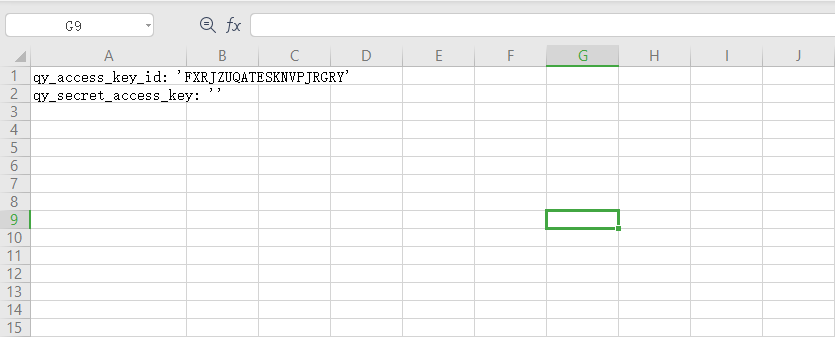 G9
fx
A B C D E F G H I J
1 qy_access_key_id: 'FXRJZUQATESKNVPJRGRY'
2 qy_secret_access_key: ''
3
4
5
6
7
8
9
10
11
12
13
14
15